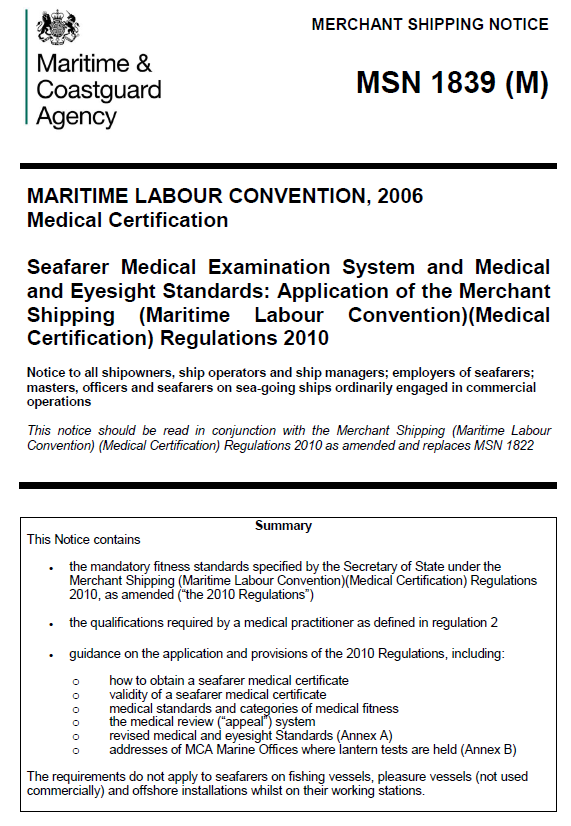 MERCHANT SHIPPING NOTICE
Maritime &
Coastguard
Agency
MSN 1839 (M)
MARITIME LABOUR CONVENTION, 2006
Medical Certification
Seafarer Medical Examination System and Medical
and Eyesight Standards: Application of the Merchant
Shipping (Maritime Labour Convention)(Medical
Certification) Regulations 2010
Notice to all shipowners, ship operators and ship managers; employers of seafarers;
masters, officers and seafarers on sea-going ships ordinarily engaged in commercial
operations
This notice should be read in conjunction with the Merchant Shipping (Maritime Labour
Convention) (Medical Certification) Regulations 2010 as amended and replaces MSN 1822
Summary
This Notice contains
• the mandatory fitness standards specified by the Secretary of State under the
Merchant Shipping (Maritime Labour Convention)(Medical Certification) Regulations
2010, as amended (“the 2010 Regulations”)
• the qualifications required by a medical practitioner as defined in regulation 2
• guidance on the application and provisions of the 2010 Regulations, including:
o how to obtain a seafarer medical certificate
o validity of a seafarer medical certificate
o medical standards and categories of medical fitness
o the medical review (“appeal”) system
o revised medical and eyesight Standards (Annex A)
o addresses of MCA Marine Offices where lantern tests are held (Annex B)
The requirements do not apply to seafarers on fishing vessels, pleasure vessels (not used
commercially) and offshore installations whilst on their working stations.